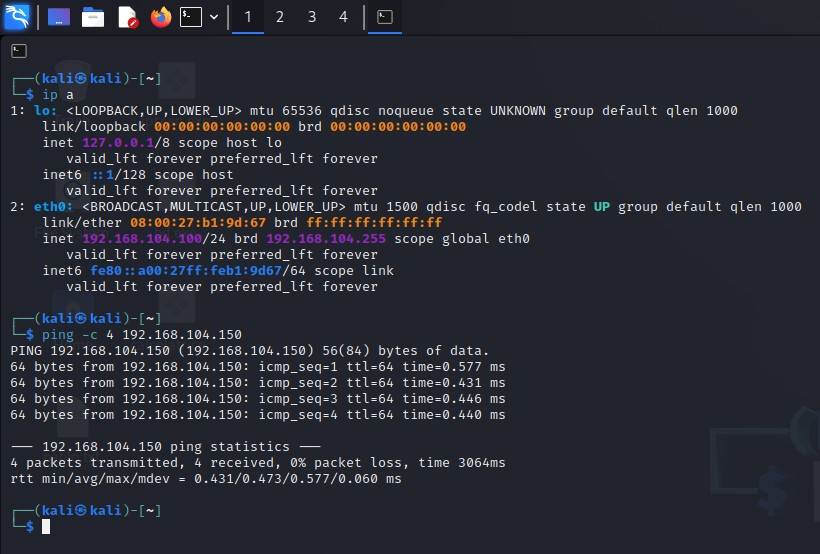 1 2 3 4
┌──(kali㉿kali)-[~]
└─$ ip a
1: lo: <LOOPBACK,UP,LOWER_UP> mtu 65536 qdisc noqueue state UNKNOWN group default qlen 1000
    link/loopback 00:00:00:00:00:00 brd 00:00:00:00:00:00
    inet 127.0.0.1/8 scope host lo
       valid_lft forever preferred_lft forever
    inet6 ::1/128 scope host
       valid_lft forever preferred_lft forever
2: eth0: <BROADCAST,MULTICAST,UP,LOWER_UP> mtu 1500 qdisc fq_codel state UP group default qlen 1000
    link/ether 08:00:27:b1:9d:67 brd ff:ff:ff:ff:ff:ff
    inet 192.168.104.100/24 brd 192.168.104.255 scope global eth0
       valid_lft forever preferred_lft forever
    inet6 fe80::a00:27ff:feb1:9d67/64 scope link
       valid_lft forever preferred_lft forever
┌──(kali㉿kali)-[~]
└─$ ping -c 4 192.168.104.150
PING 192.168.104.150 (192.168.104.150) 56(84) bytes of data.
64 bytes from 192.168.104.150: icmp_seq=1 ttl=64 time=0.577 ms
64 bytes from 192.168.104.150: icmp_seq=2 ttl=64 time=0.431 ms
64 bytes from 192.168.104.150: icmp_seq=3 ttl=64 time=0.446 ms
64 bytes from 192.168.104.150: icmp_seq=4 ttl=64 time=0.440 ms
--- 192.168.104.150 ping statistics ---
4 packets transmitted, 4 received, 0% packet loss, time 3064ms
rtt min/avg/max/mdev = 0.431/0.473/0.577/0.060 ms
┌──(kali㉿kali)-[~]
└─$